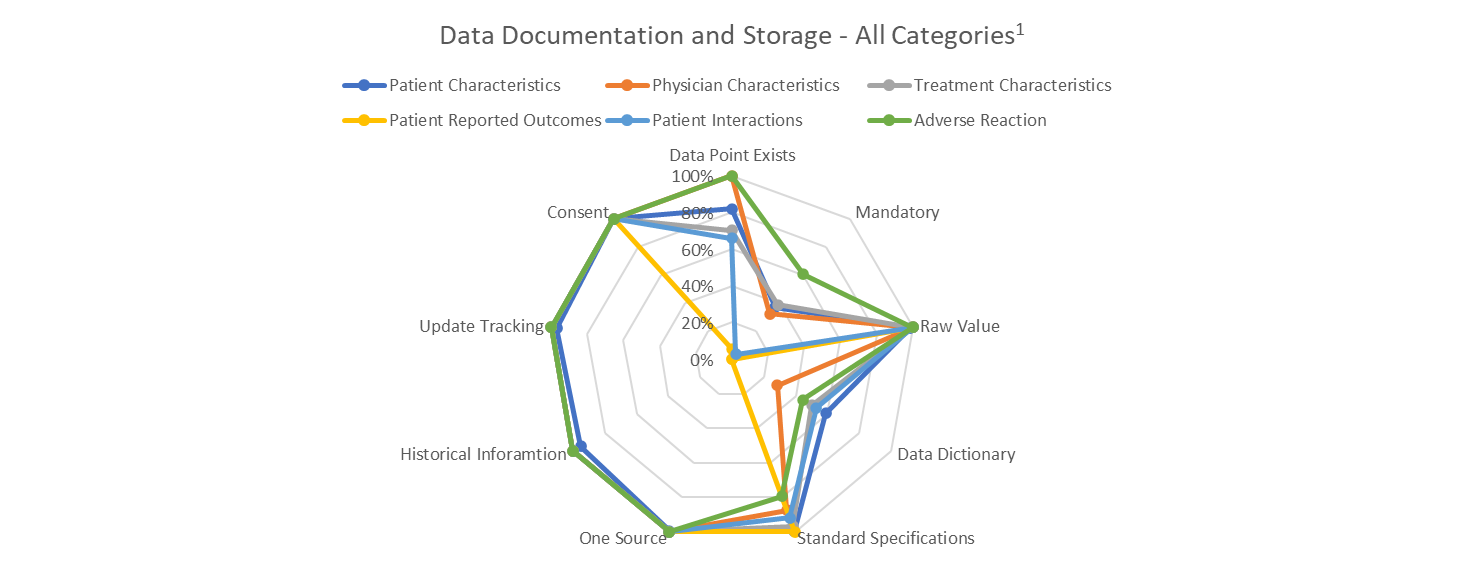 Data Documentation and Storage - All Categories¹
Patient Characteristics Physician Characteristics Treatment Characteristics
Patient Reported Outcomes Patient Interactions Adverse Reaction
Data Point Exists
100%
Consent 80% Mandatory
60%
40%
Update Tracking 20% Raw Value
0%
Historical Inforamtion Data Dictionary
One Source Standard Specifications